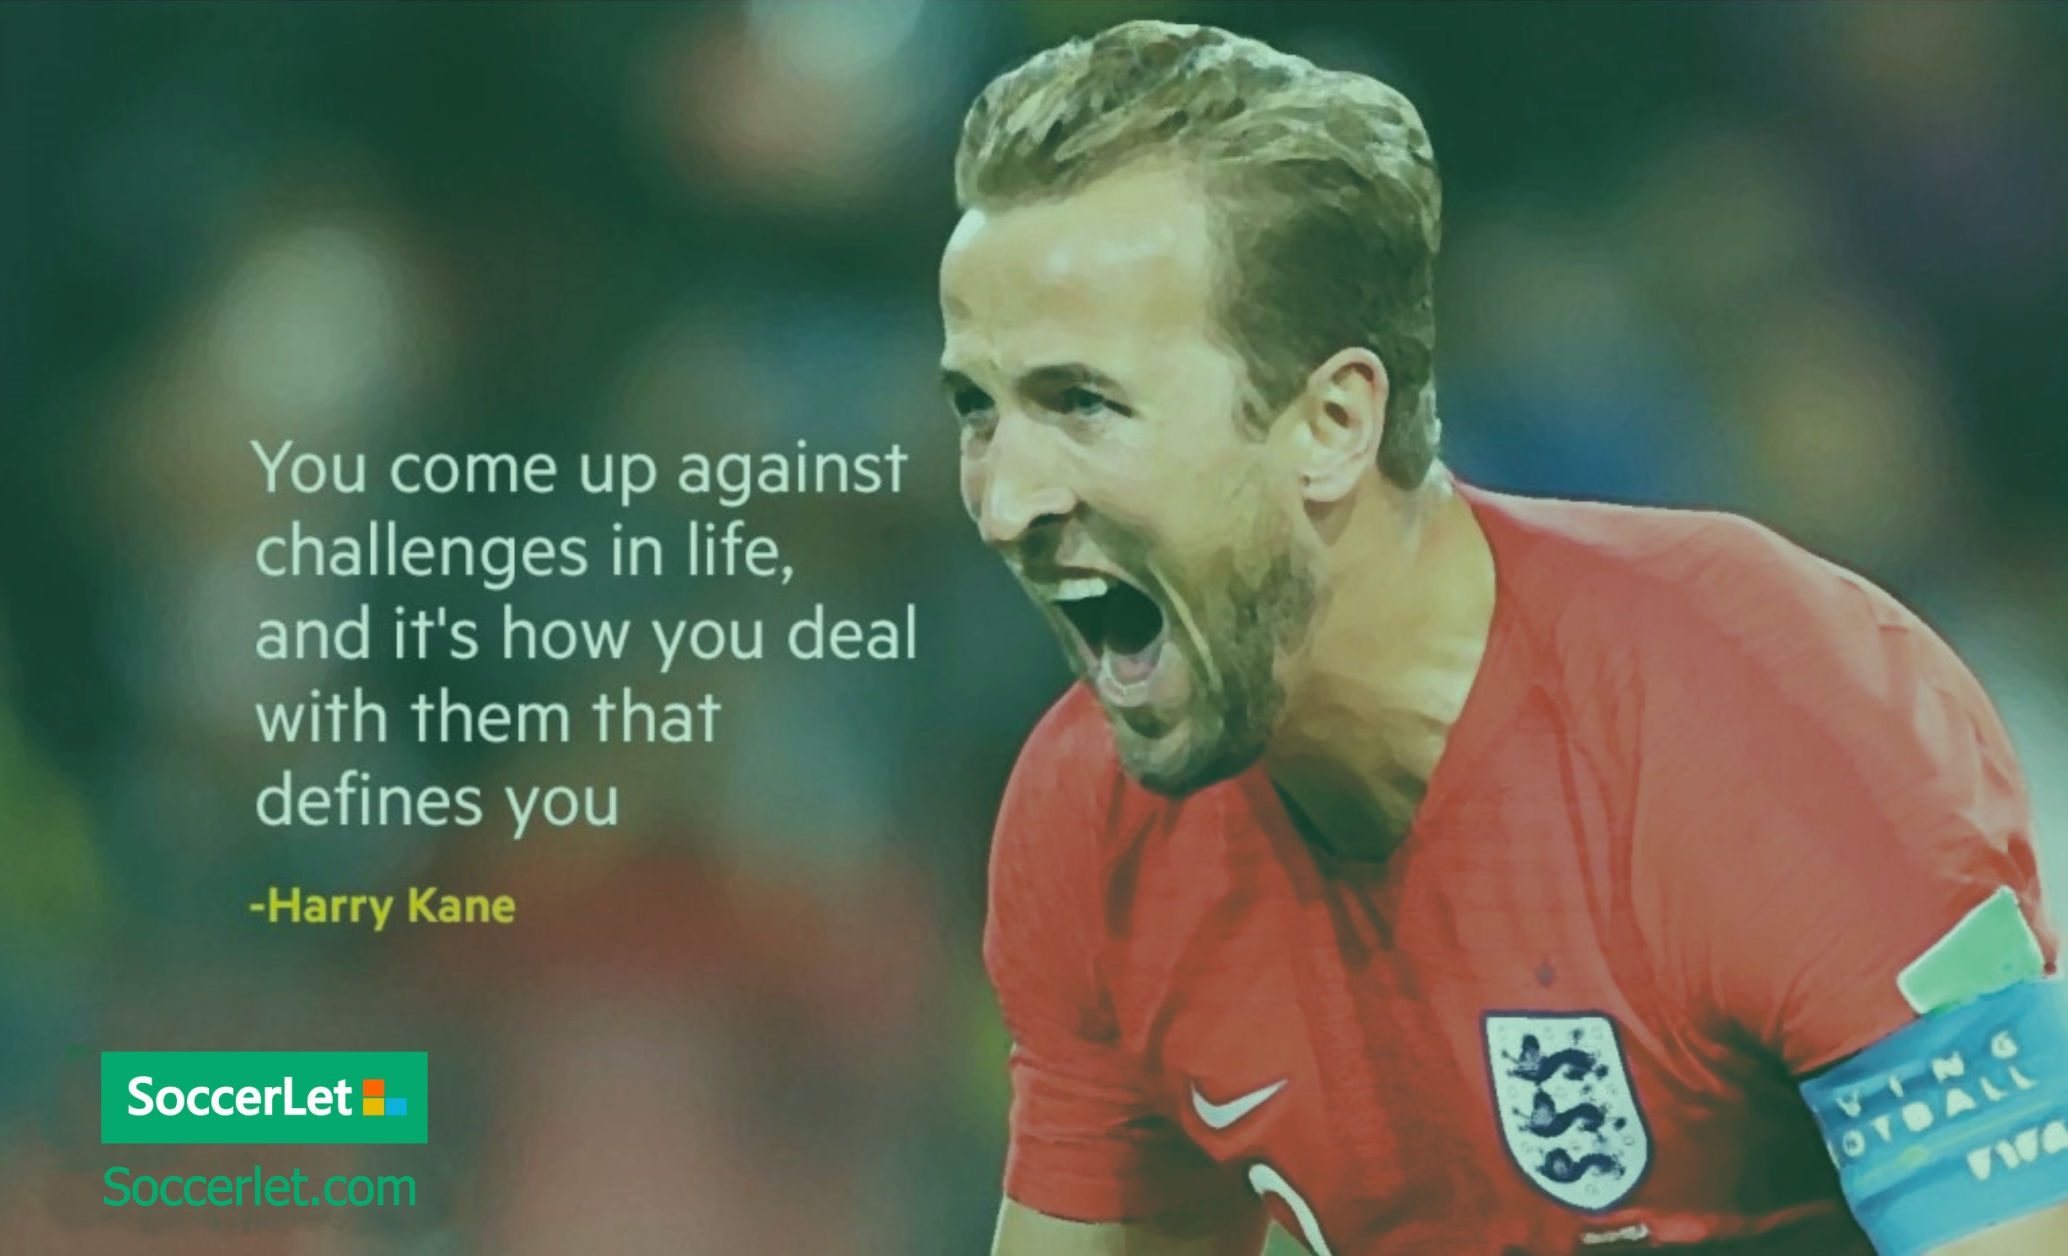 You come up against
challenges in life,
and it's how you deal
with them that
defines you
-Harry Kane
SoccerLet
Soccerlet.com
FIFA